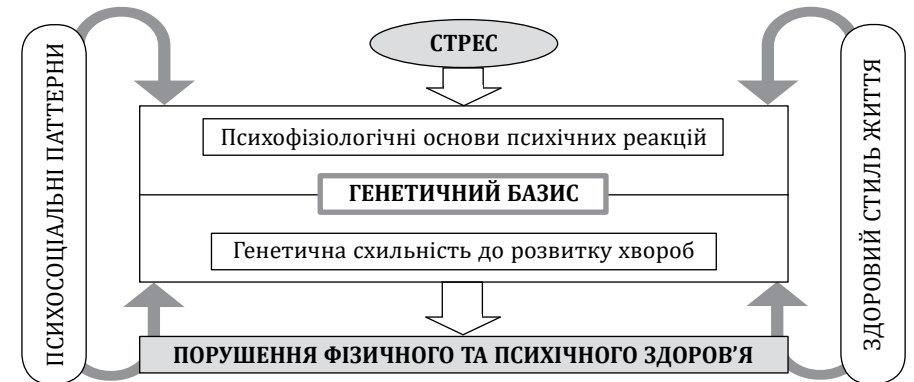 ПСИХОСОЦІАЛЬНІ ПАТТЕРНИ
СТРЕС
Психофізіологічні основи психічних реакцій
ГЕНЕТИЧНИЙ БАЗИС
Генетична схильність до розвитку хвороб
ПОРУШЕННЯ ФІЗИЧНОГО ТА ПСИХІЧНОГО ЗДОРОВ’Я
ЗДОРОВИЙ СТИЛЬ ЖИТТЯ